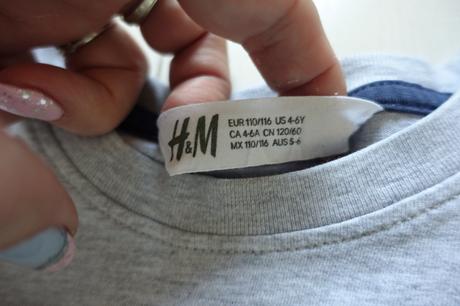 H&M
EUR 110/116 US 4-6Y
CA 4-6A CN 120/60
MX 110/116 AUS 5-6